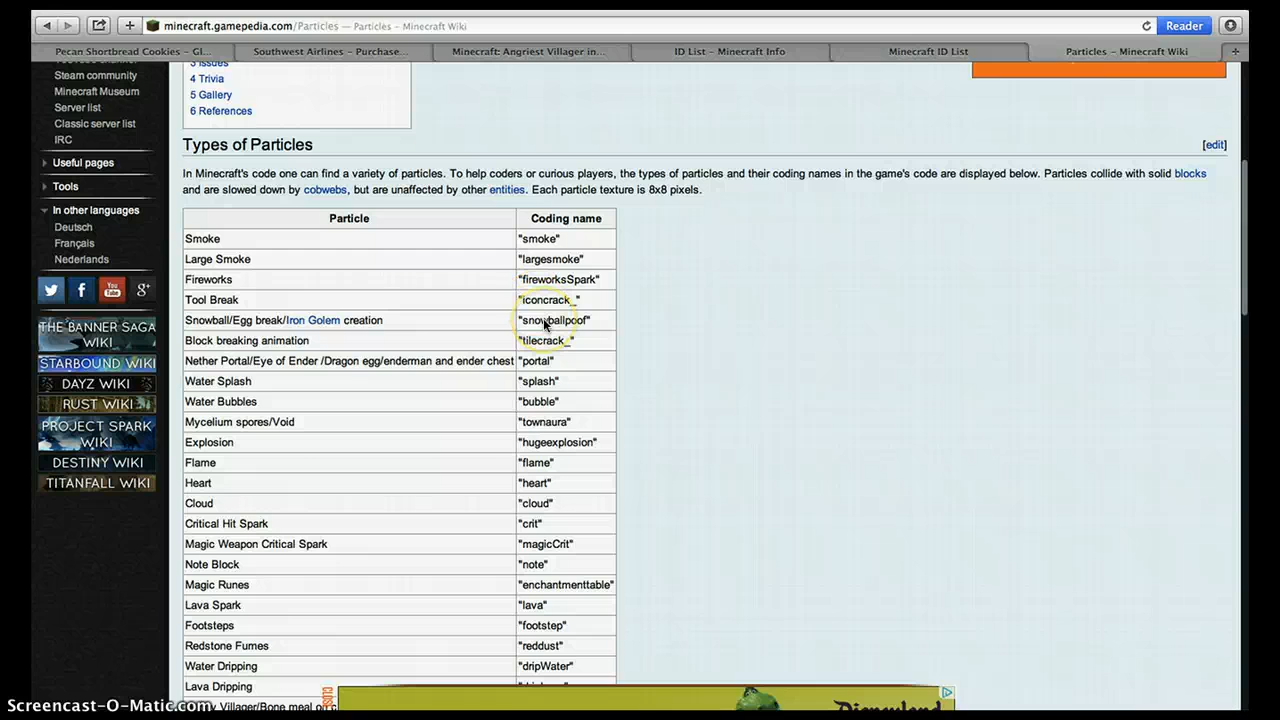 minecraft.gamepedia.com/Particles — Particles – Minecraft Wiki
Reader
Pecan Shortbread Cookies – Gl...
Southwest Airlines – Purchase...
Minecraft: Angriest Villager in...
ID List – Minecraft Info
Minecraft ID List
Particles – Minecraft Wiki
Steam community
Minecraft Museum
Server list
Classic server list
IRC
Useful pages
Tools
In other languages
Deutsch
Français
Nederlands
THE BANNER SAGA
WIKI
STARBOUND WIKI
DAYZ WIKI
RUST WIKI
PROJECT SPARK
WIKI
DESTINY WIKI
TITANFALL WIKI
3 Issues
4 Trivia
5 Gallery
6 References
Types of Particles
[edit]
In Minecraft's code one can find a variety of particles. To help coders or curious players, the types of particles and their coding names in the game's code are displayed below. Particles collide with solid blocks
and are slowed down by cobwebs, but are unaffected by other entities. Each particle texture is 8x8 pixels.
Particle Coding name
Smoke "smoke"
Large Smoke "largesmoke"
Fireworks "fireworksSpark"
Tool Break "iconcrack_"
Snowball/Egg break/Iron Golem creation "snowballpoof"
Block breaking animation "tilecrack_"
Nether Portal/Eye of Ender /Dragon egg/enderman and ender chest "portal"
Water Splash "splash"
Water Bubbles "bubble"
Mycelium spores/Void "townaura"
Explosion "hugeexplosion"
Flame "flame"
Heart "heart"
Cloud "cloud"
Critical Hit Spark "crit"
Magic Weapon Critical Spark "magicCrit"
Note Block "note"
Magic Runes "enchantmenttable"
Lava Spark "lava"
Footsteps "footstep"
Redstone Fumes "reddust"
Water Dripping "dripWater"
Lava Dripping
Villager/Bone meal
CLOSE
Disneyland
Screencast-O-Matic.com